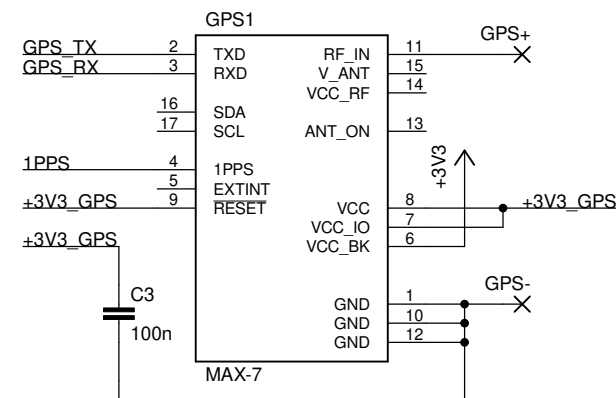 GPS1
GPS_TX 2 TXD RF_IN 11 GPS+
GPS_RX 3 RXD V_ANT 15
VCC_RF 14
16 SDA
17 SCL ANT_ON 13
1PPS 4 1PPS +3V3
5 EXTINT
+3V3_GPS 9 RESET VCC 8 +3V3_GPS
VCC_IO 7
+3V3_GPS VCC_BK 6
C3 GND 1 GPS-
GND 10
100n GND 12
MAX-7